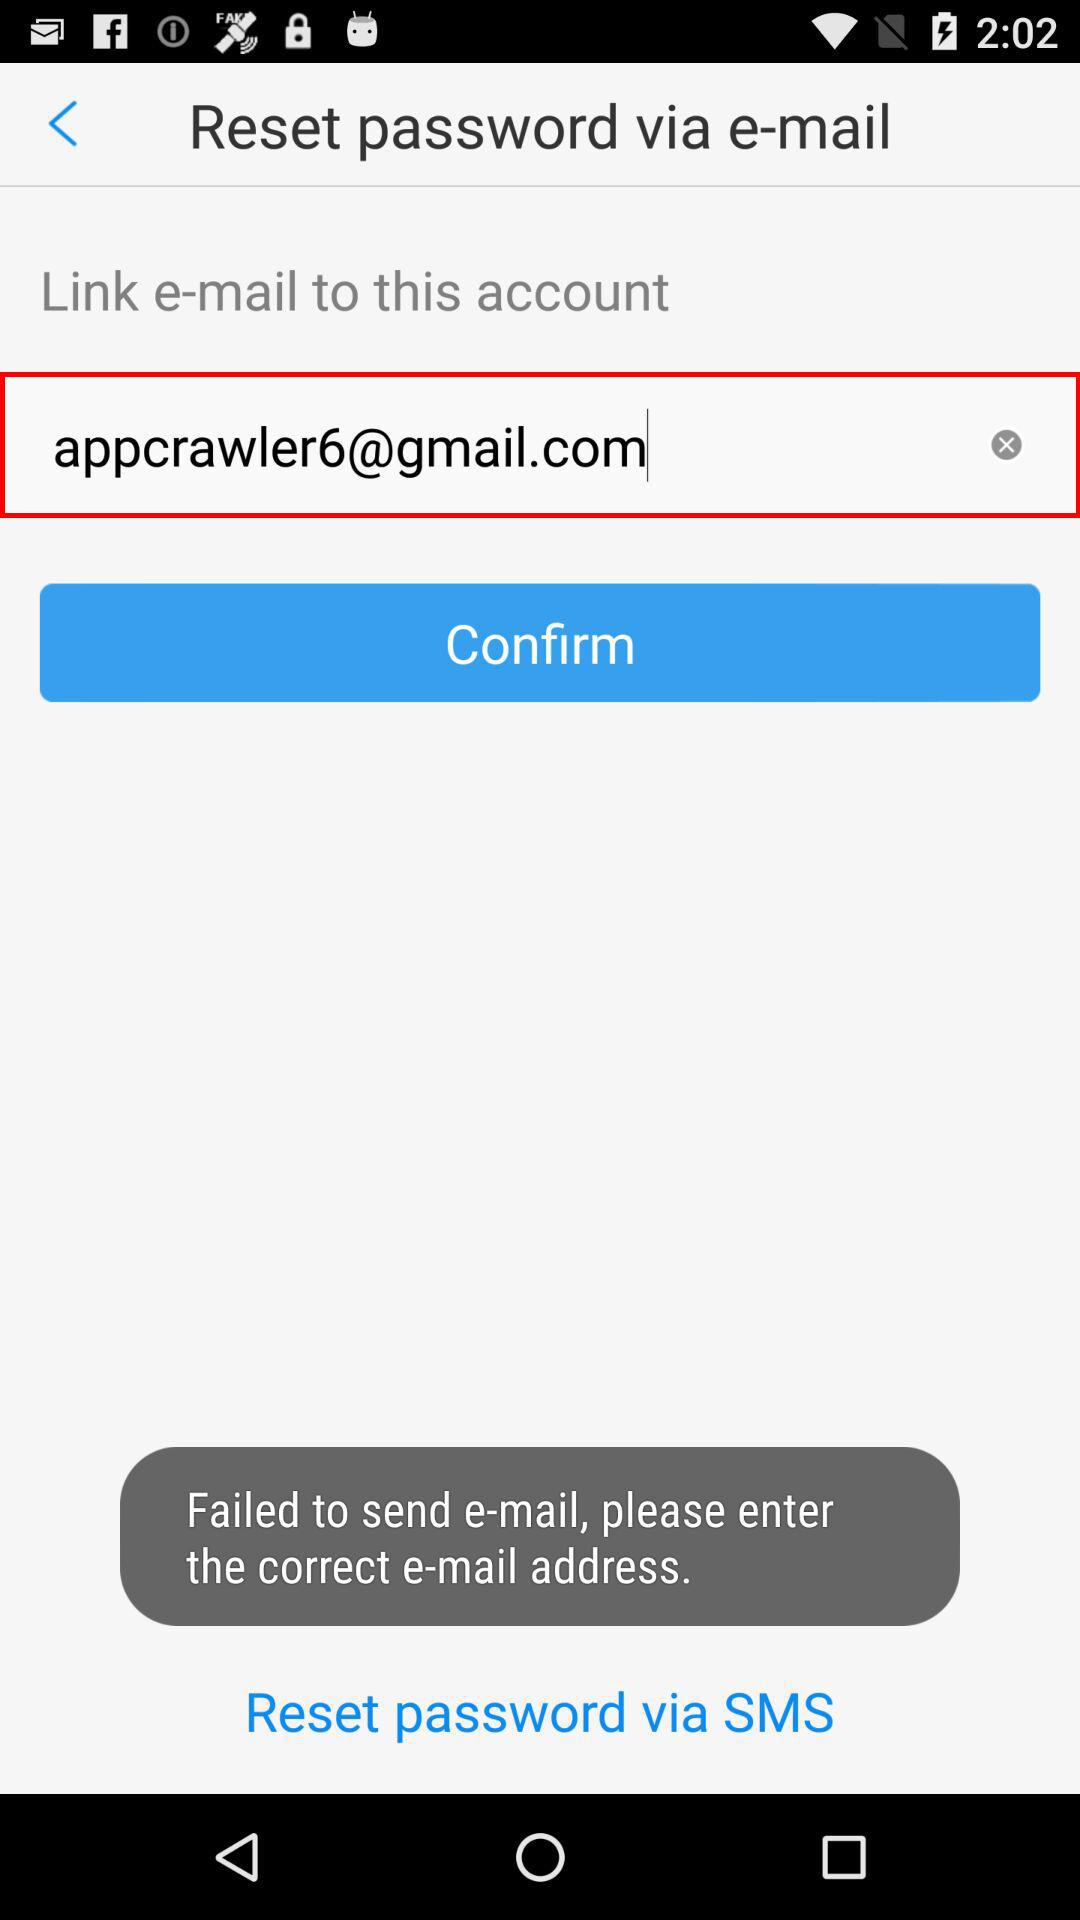 FAKE
2:02
Reset password via e-mail
Link e-mail to this account
appcrawler6@gmail.com
Confirm
Failed to send e-mail, please enter
the correct e-mail address.
Reset password via SMS